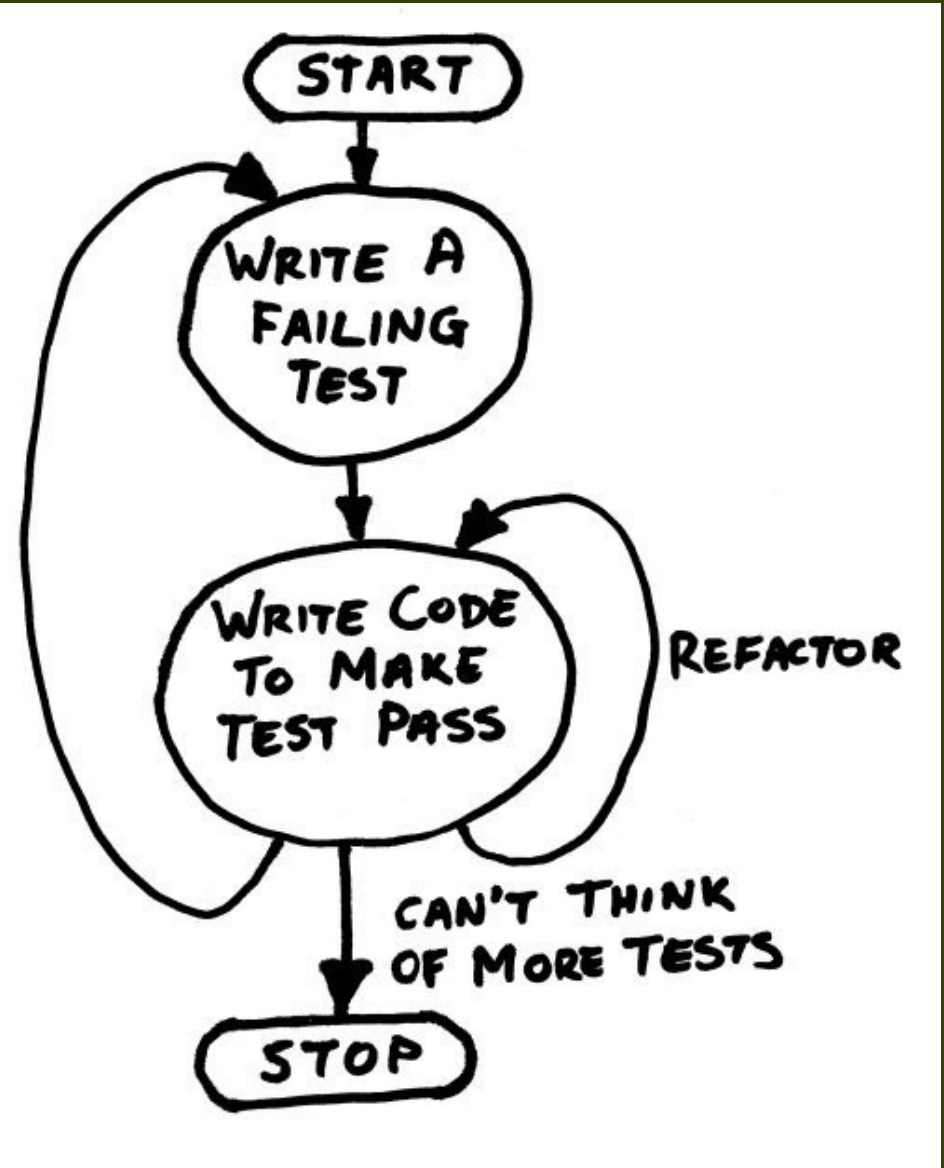 START
WRITE A
FAILING
TEST
WRITE CODE
TO MAKE
TEST PASS
REFACTOR
CAN'T THINK
OF MORE TESTS
STOP